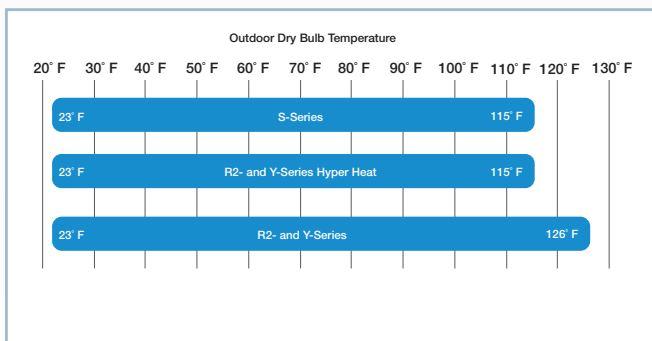 Outdoor Dry Bulb Temperature
20° F 30° F 40° F 50° F 60° F 70° F 80° F 90° F 100° F 110° F 120° F 130° F
23° F S-Series 115° F
23° F R2- and Y-Series Hyper Heat 115° F
23° F R2- and Y-Series 126° F